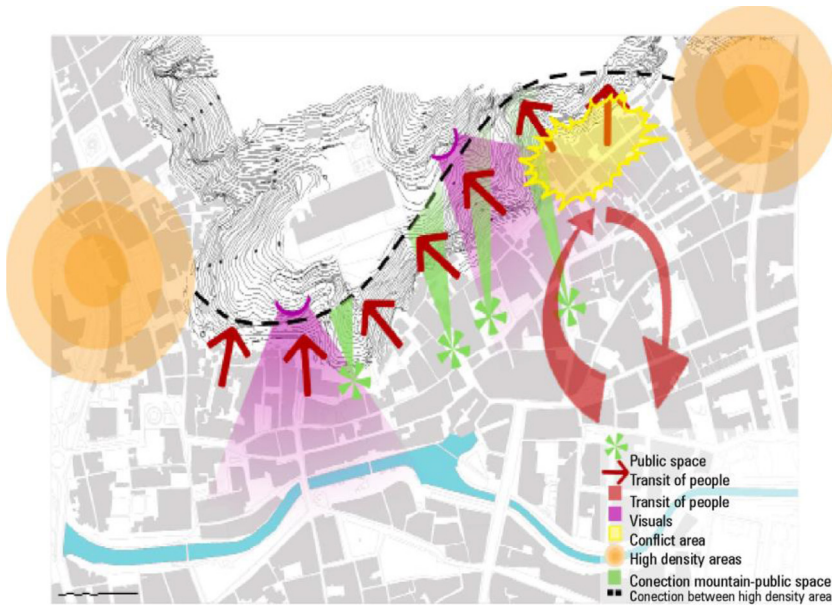 Public space
Transit of people
Transit of people
Visuals
Conflict area
High density areas
Conection mountain-public space
Conection between high density area